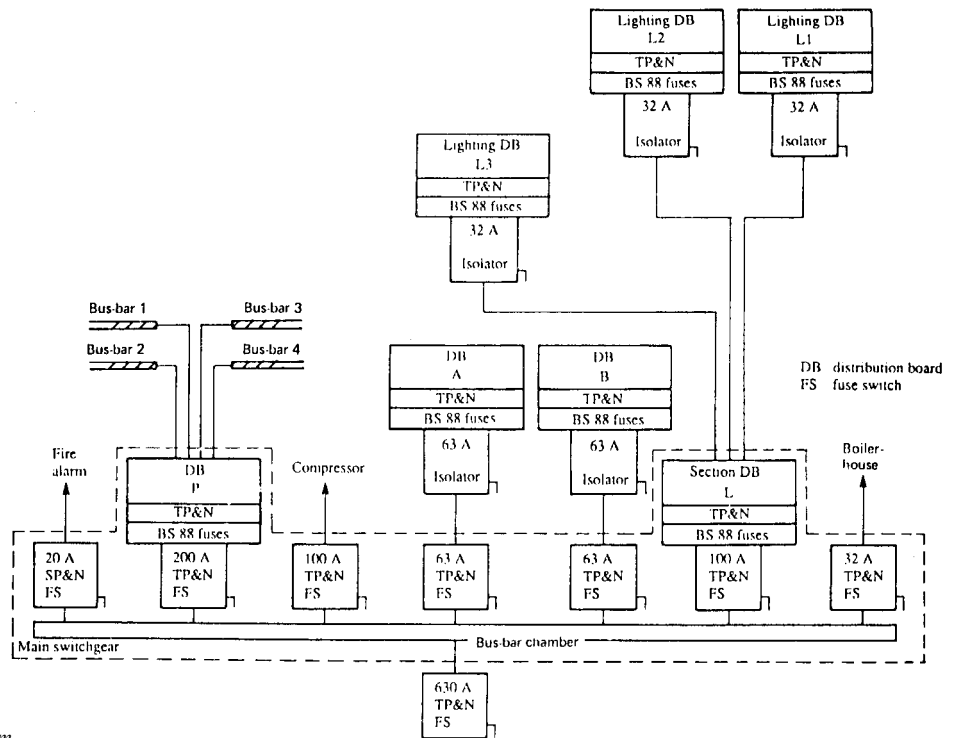 Lighting DB
L2
TP&N
BS 88 fuses
32 A
Isolator
Lighting DB
L1
TP&N
BS 88 fuses
32 A
Isolator
Lighting DB
L3
TP&N
BS 88 fuses
32 A
Isolator
Bus-bar 1
Bus-bar 3
Bus-bar 2
Bus-bar 4
DB
A
TP&N
BS 88 fuses
63 A
Isolator
DB
B
TP&N
BS 88 fuses
63 A
Isolator
DB distribution board
FS fuse switch
Fire
alarm
DB
P
TP&N
BS 88 fuses
Compressor
Section DB
L
TP&N
BS 88 fuses
Boiler-
house
20 A
SP&N
FS
200 A
TP&N
FS
100 A
TP&N
FS
63 A
TP&N
FS
63 A
TP&N
FS
100 A
TP&N
FS
32 A
TP&N
FS
Main switchgear
Bus-bar chamber
630 A
TP&N
FS